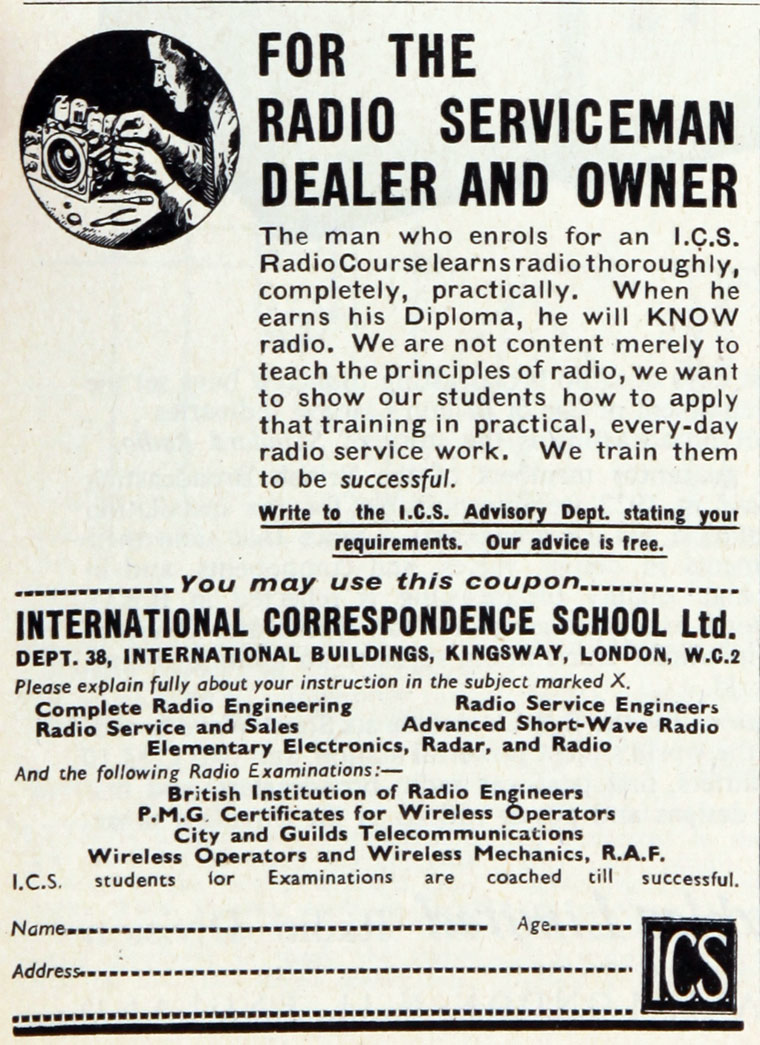 FOR THE
RADIO SERVICEMAN
DEALER AND OWNER
The man who enrols for an I.C.S.
Radio Course learns radio thoroughly,
completely, practically. When he
earns his Diploma, he will KNOW
radio. We are not content merely to
teach the principles of radio, we want
to show our students how to apply
that training in practical, every-day
radio service work. We train them
to be successful.
Write to the I.C.S. Advisory Dept. stating your
requirements. Our advice is free.
You may use this coupon
INTERNATIONAL CORRESPONDENCE SCHOOL Ltd.
DEPT. 38, INTERNATIONAL BUILDINGS, KINGSWAY, LONDON, W.C.2
Please explain fully about your instruction in the subject marked X.
Complete Radio Engineering Radio Service Engineers
Radio Service and Sales Advanced Short-Wave Radio
Elementary Electronics, Radar, and Radio
And the following Radio Examinations:—
British Institution of Radio Engineers
P.M.G. Certificates for Wireless Operators
City and Guilds Telecommunications
Wireless Operators and Wireless Mechanics, R.A.F.
I.C.S. students for Examinations are coached till successful.
Name Age
Address
I.C.S.